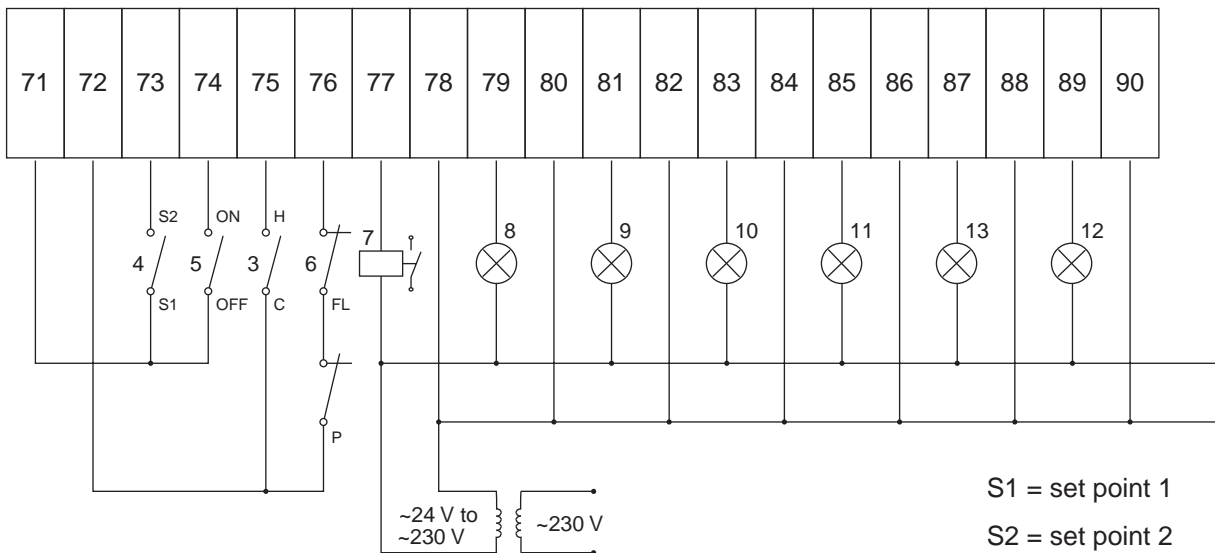 71 72 73 74 75 76 77 78 79 80 81 82 83 84 85 86 87 88 89 90
S2 ON H 7 8 9 10 11 13 12
4 5 3 6
S1 OFF C FL
P
~24 V to
~230 V
~230 V
S1 = set point 1
S2 = set point 2